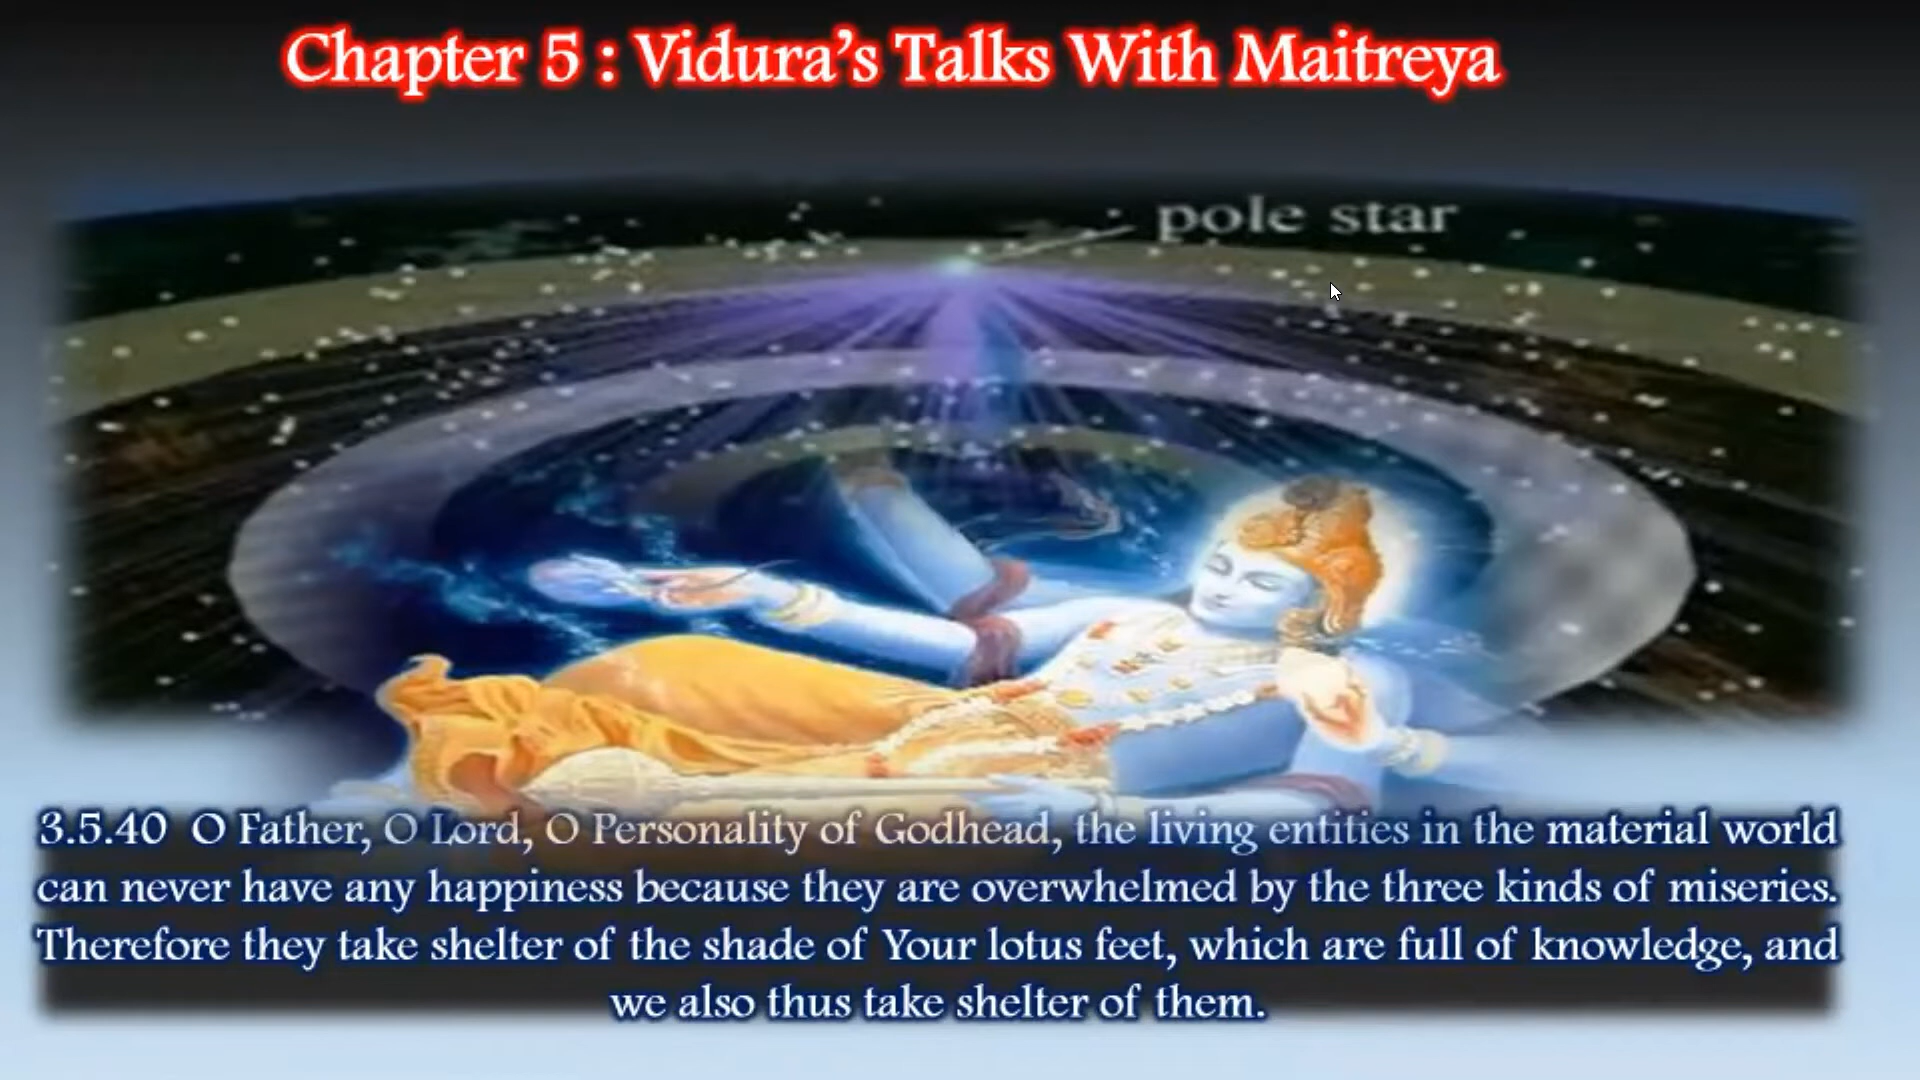 Chapter 5 : Vidura's Talks With Maitreya
pole star
3.5.40 O Father, O Lord, O Personality of Godhead, the living entities in the material world
can never have any happiness because they are overwhelmed by the three kinds of miseries.
Therefore they take shelter of the shade of Your lotus feet, which are full of knowledge, and
we also thus take shelter of them.